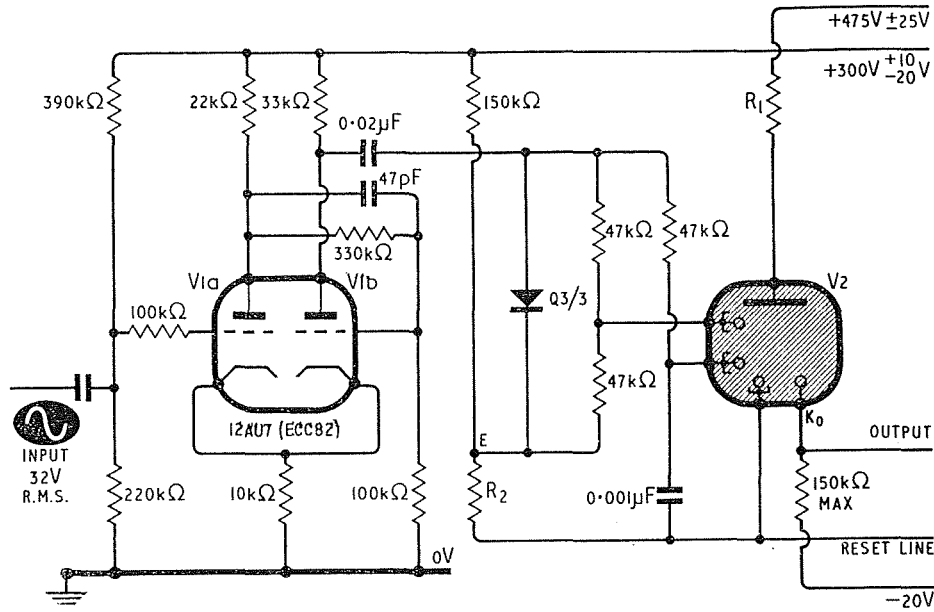 +475V ±25V
+300V +10 -20
390kΩ
22kΩ
33kΩ
150kΩ
R1
0·02µF
47pF
47kΩ
47kΩ
330kΩ
V1a
V1b
V2
Q3/3
100kΩ
47kΩ
12AU7 (ECC82)
K0
E
OUTPUT
INPUT
32V
R.M.S.
220kΩ
10kΩ
100kΩ
R2
0·001µF
150kΩ
MAX
0V
RESET LINE
−20V